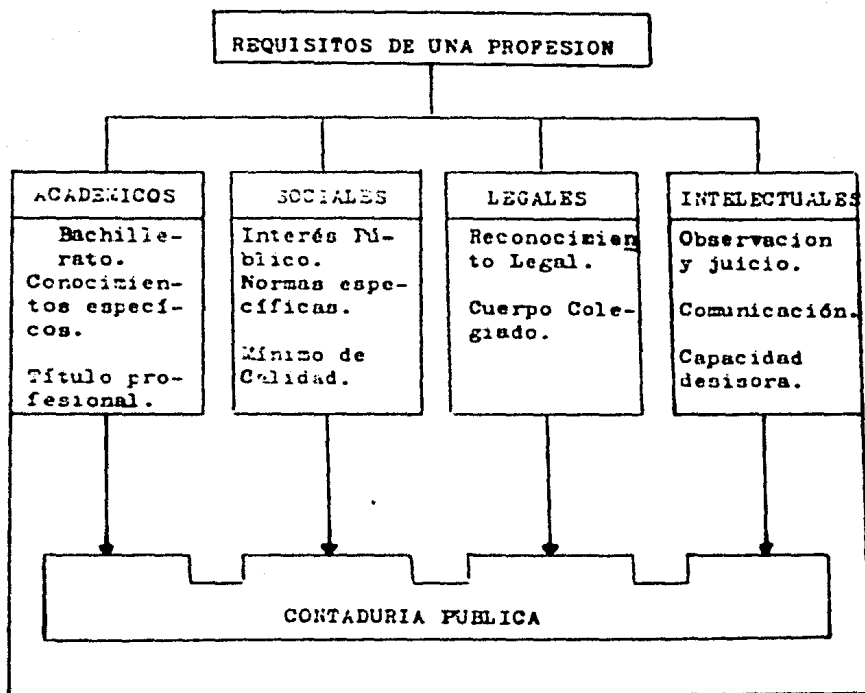 REQUISITOS DE UNA PROFESION
ACADEMICOS
Bachille-
rato.
Conocimien-
tos especí-
cos.
Título pro-
fesional.
SOCIALES
Interés Pú-
blico.
Normas espe-
cíficas.
Mínimo de
Calidad.
LEGALES
Reconocimien
to Legal.
Cuerpo Cole-
giado.
INTELECTUALES
Observacion
y juicio.
Comunicación.
Capacidad
desisora.
CONTADURIA PUBLICA